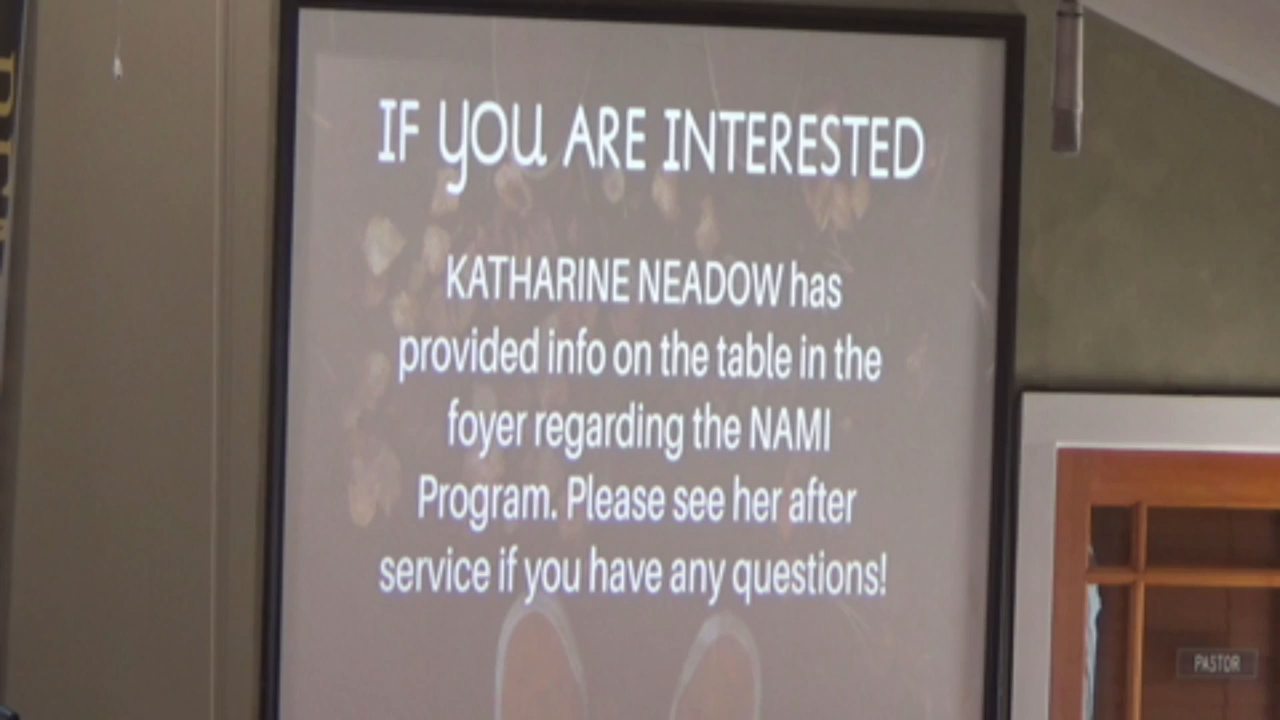 IF YOU ARE INTERESTED
KATHARINE NEADOW has
provided info on the table in the
foyer regarding the NAMI
Program. Please see her after
service if you have any questions!
PASTOR